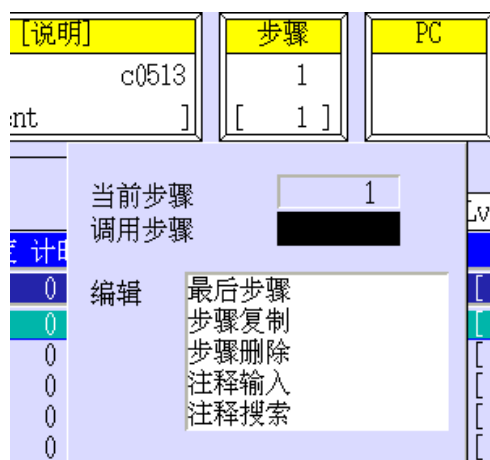 [说明] 步骤 PC
c0513 1
ent ] [ 1 ]
当前步骤 1
调用步骤
计
0 编辑 最后步骤 [
0 步骤复制 [
0 步骤删除 [
0 注释输入 [
0 注释搜索 [
0 [